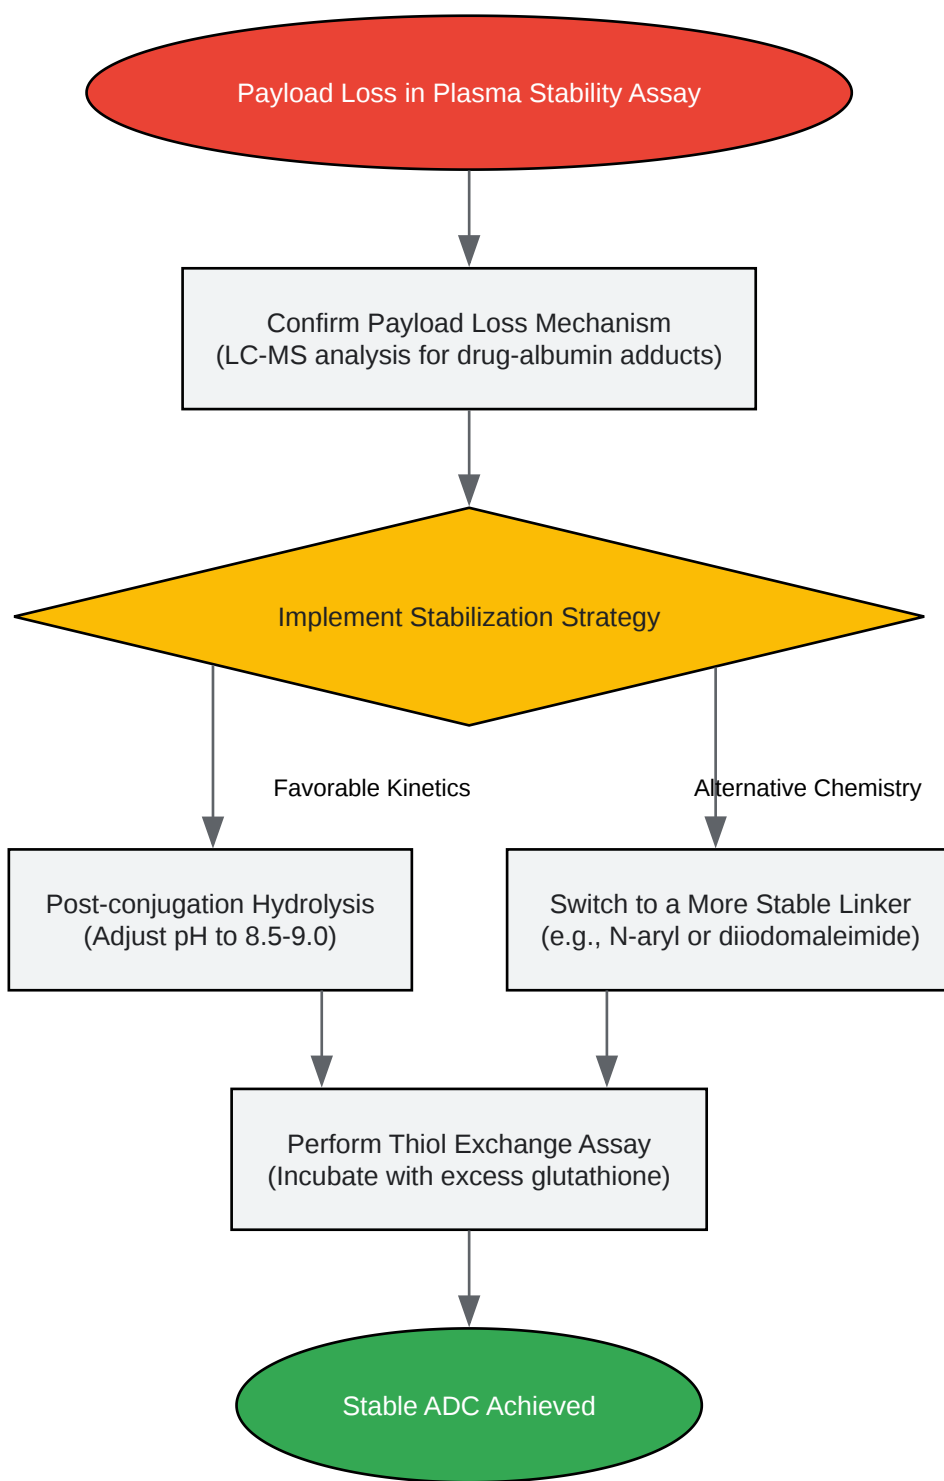 Payload Loss in Plasma Stability Assay
Confirm Payload Loss Mechanism
(LC-MS analysis for drug-albumin adducts)
Implement Stabilization Strategy
Favorable Kinetics
Alternative Chemistry
Post-conjugation Hydrolysis
(Adjust pH to 8.5-9.0)
Switch to a More Stable Linker
(e.g., N-aryl or diiodomaleimide)
Perform Thiol Exchange Assay
(Incubate with excess glutathione)
Stable ADC Achieved